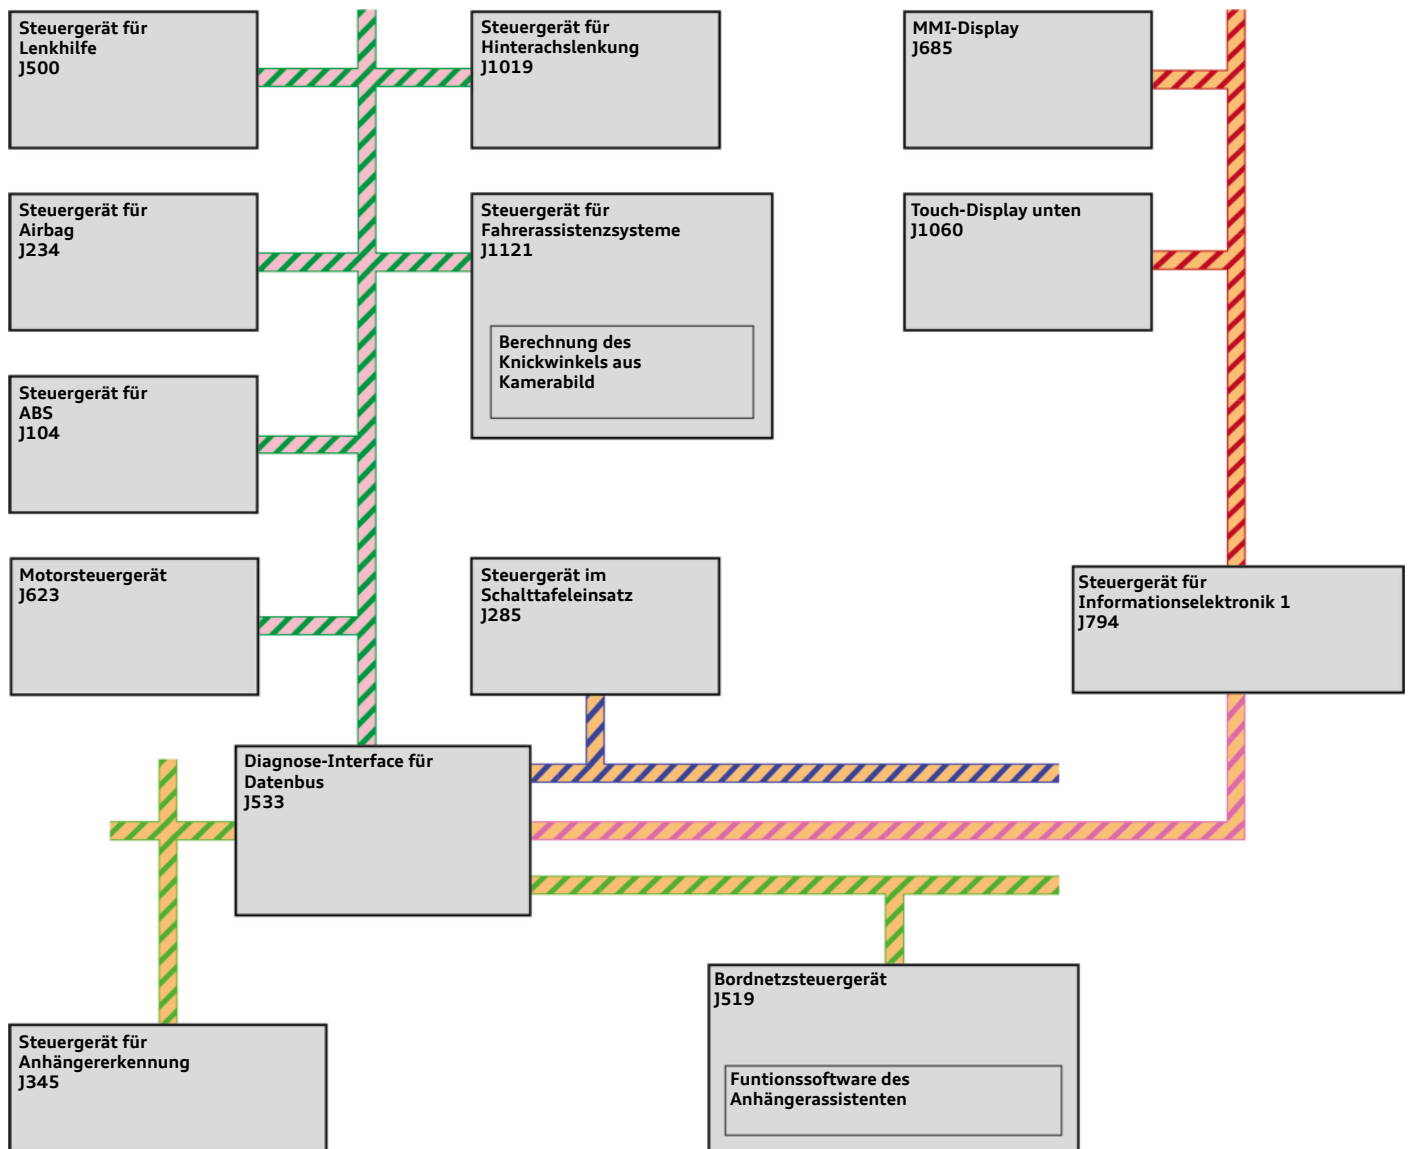 Steuergerät für
Lenkhilfe
J500
Steuergerät für
Hinterachslenkung
J1019
MMI-Display
J685
Steuergerät für
Airbag
J234
Steuergerät für
Fahrerassistenzsysteme
J1121
Berechnung des
Knickwinkels aus
Kamerabild
Touch-Display unten
J1060
Steuergerät für
ABS
J104
Motorsteuergerät
J623
Steuergerät im
Schalttafeleinsatz
J285
Steuergerät für
Informationselektronik 1
J794
Diagnose-Interface für
Datenbus
J533
Bordnetzsteuergerät
J519
Funtionssoftware des
Anhängerassistenten
Steuergerät für
Anhängererkennung
J345